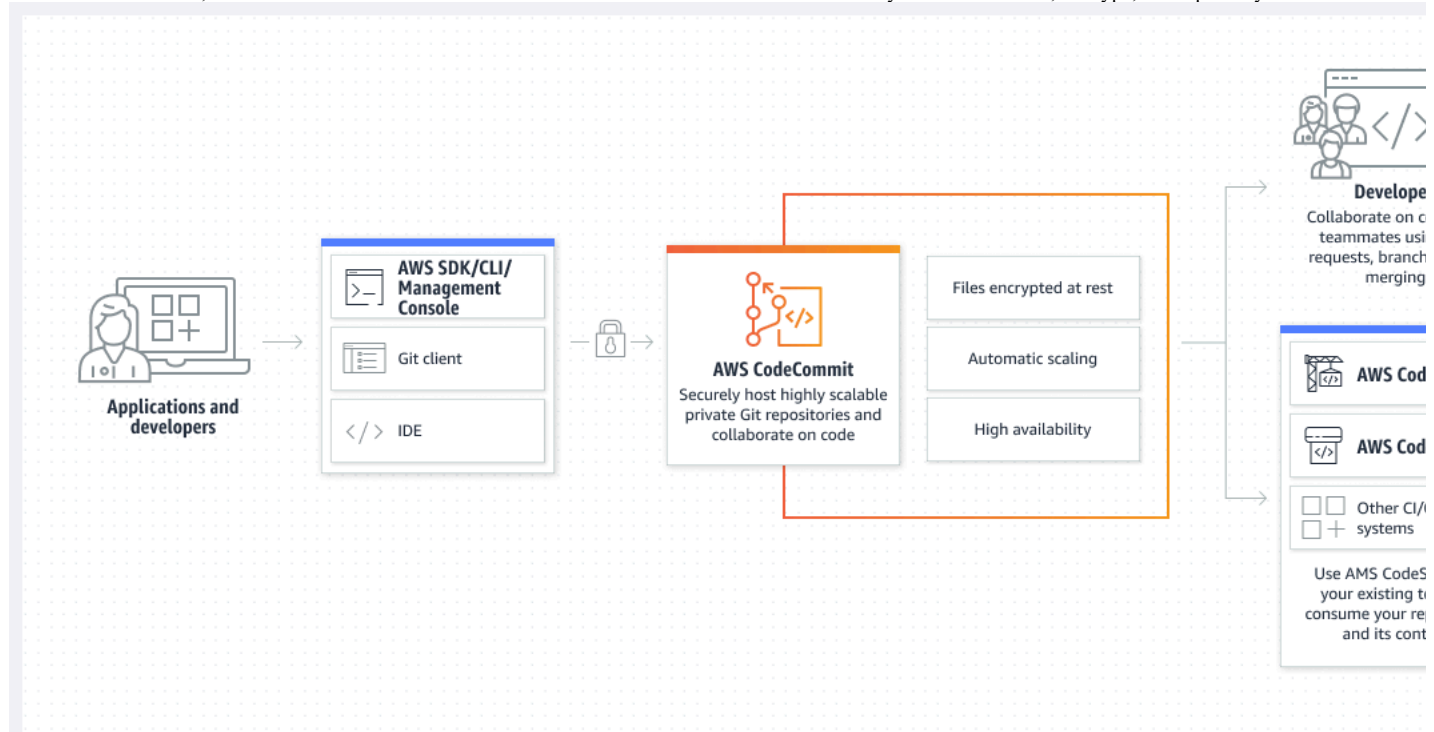 Applications and
developers
AWS SDK/CLI/
Management
Console
Git client
IDE
AWS CodeCommit
Securely host highly scalable
private Git repositories and
collaborate on code
Files encrypted at rest
Automatic scaling
High availability
Collaborate on
teammates
requests,
merging
AWS
AWS
Other
systems
Use AMS
your existing
consume your
and its